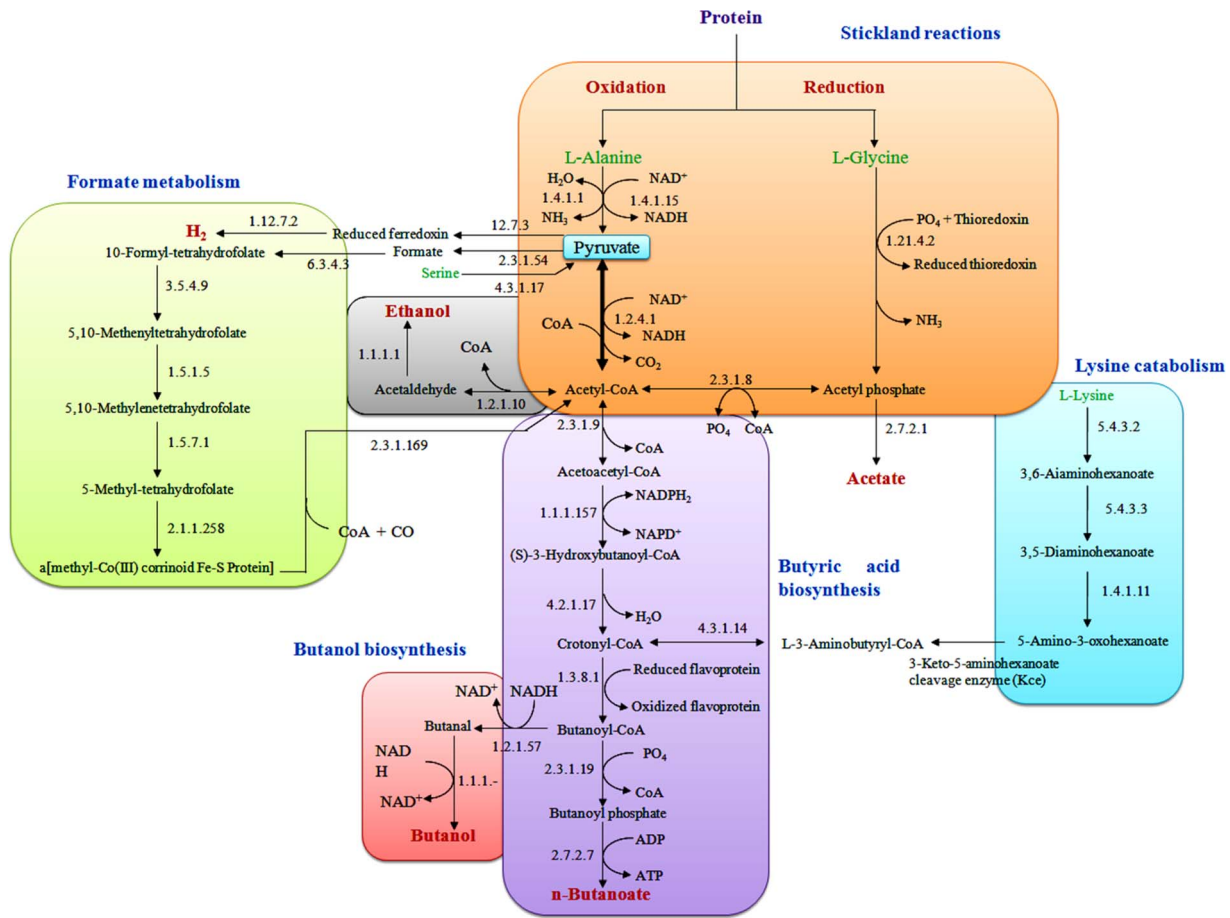 Protein
Stickland reactions
Oxidation
Reduction
L-Alanine
L-Glycine
H₂O
NAD⁺
1.4.1.1
1.4.1.15
NH₃
NADH
PO₄ + Thioredoxin
1.21.4.2
Reduced thioredoxin
NH₃
Pyruvate
12.7.3
2.3.1.54
Serine
4.3.1.17
NAD⁺
CoA
1.2.4.1
NADH
CO₂
Acetyl-CoA
2.3.1.8
Acetyl phosphate
PO₄
CoA
2.7.2.1
Acetate
Formate metabolism
H₂
1.12.7.2
Reduced ferredoxin
10-Formyl-tetrahydrofolate
6.3.4.3
Formate
3.5.4.9
5,10-Methenyltetrahydrofolate
1.5.1.5
5,10-Methylenetetrahydrofolate
1.5.7.1
5-Methyl-tetrahydrofolate
2.1.1.258
a[methyl-Co(III) corrinoid Fe-S Protein]
2.3.1.169
CoA + CO
Ethanol
1.1.1.1
CoA
Acetaldehyde
1.2.1.10
Lysine catabolism
L-Lysine
5.4.3.2
3,6-Aiaminohexanoate
5.4.3.3
3,5-Diaminohexanoate
1.4.1.11
5-Amino-3-oxohexanoate
3-Keto-5-aminohexanoate
cleavage enzyme (Kce)
L-3-Aminobutyryl-CoA
4.3.1.14
Butyric acid
biosynthesis
2.3.1.9
CoA
Acetoacetyl-CoA
NADPH₂
1.1.1.157
NAPD⁺
(S)-3-Hydroxybutanoyl-CoA
4.2.1.17
H₂O
Crotonyl-CoA
1.3.8.1
Reduced flavoprotein
Oxidized flavoprotein
Butanoyl-CoA
2.3.1.19
PO₄
CoA
Butanoyl phosphate
2.7.2.7
ADP
ATP
n-Butanoate
Butanol biosynthesis
NAD⁺
NADH
Butanal
1.2.1.57
NAD
H
1.1.1.-
NAD⁺
Butanol